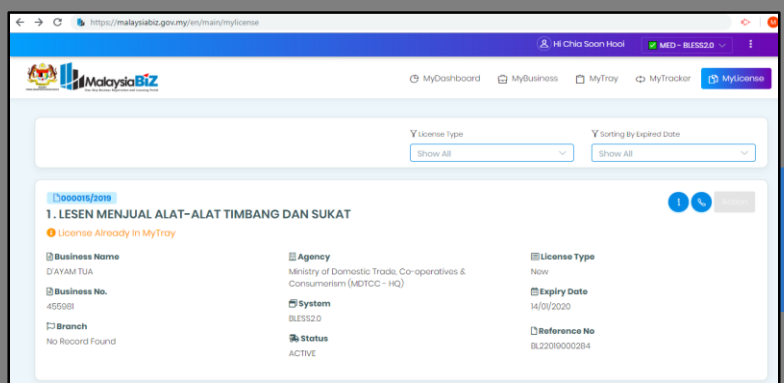 https://malaysiabiz.gov.my/en/main/mylicense
Hi Chia Soon Hooi
MED - BLESS2.0
MalaysiaBiZ
MyDashboard
MyBusiness
MyTray
MyTracker
MyLicense
License Type
Sorting By Expired Date
Show All
Show All
000015/2019
1. LESEN MENJUAL ALAT-ALAT TIMBANG DAN SUKAT
License Already In MyTray
Action
Business Name
D'AYAM TUA
Business No.
455981
Branch
No Record Found
Agency
Ministry of Domestic Trade, Co-operatives &
Consumerism (MDTCC - HQ)
System
BLESS2.0
Status
ACTIVE
License Type
New
Expiry Date
14/01/2020
Reference No
BL22019000284